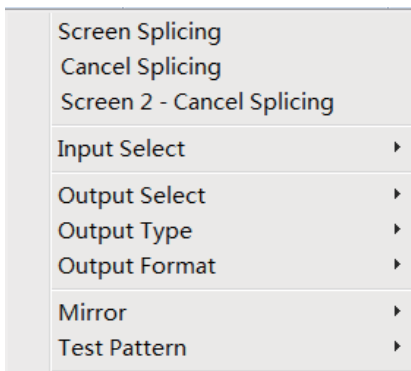 Screen Splicing
Cancel Splicing
Screen 2 - Cancel Splicing
Input Select
Output Select
Output Type
Output Format
Mirror
Test Pattern